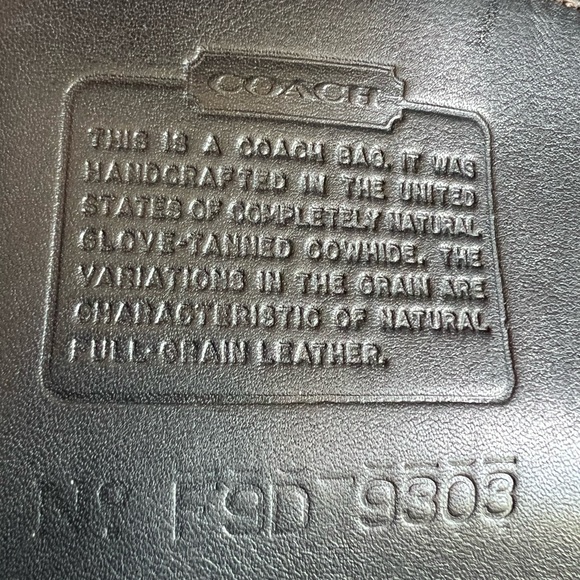 COACH
THIS IS A COACH BAG. IT WAS
HANDCRAFTED IN THE UNITED
STATES OF COMPLETELY NATURAL
GLOVE-TANNED COWHIDE. THE
VARIATIONS IN THE GRAIN ARE
CHARACTERISTIC OF NATURAL
FULL-GRAIN LEATHER.
No F9D-9303